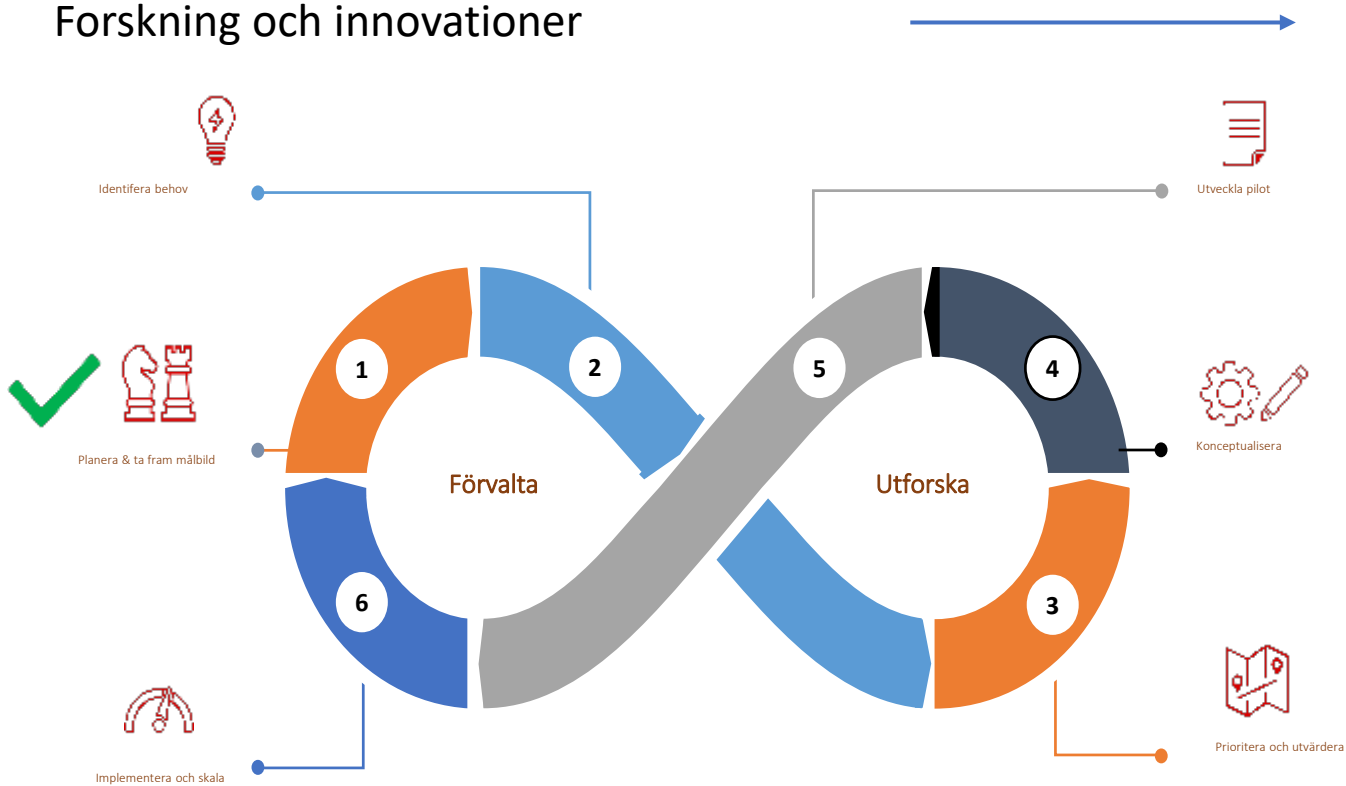 Forskning och innovationer
Identifera behov
Utveckla pilot
1
2
5
4
Planera & ta fram målbild
Konceptualisera
Förvalta
Utforska
6
3
Implementera och skala
Prioritera och utvärdera